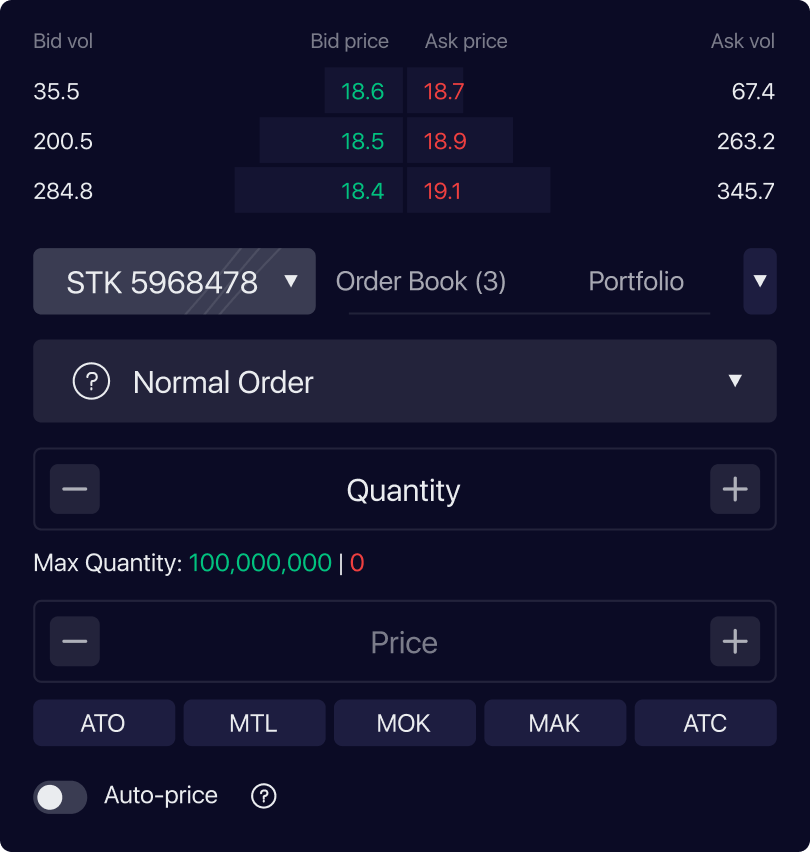 Bid vol Bid price Ask price Ask vol
35.5 18.6 18.7 67.4
200.5 18.5 18.9 263.2
284.8 18.4 19.1 345.7
STK 5968478 ▼ Order Book (3) Portfolio ▼
? Normal Order ▼
− Quantity +
Max Quantity: 100,000,000 | 0
− Price +
ATO MTL MOK MAK ATC
Auto-price ?